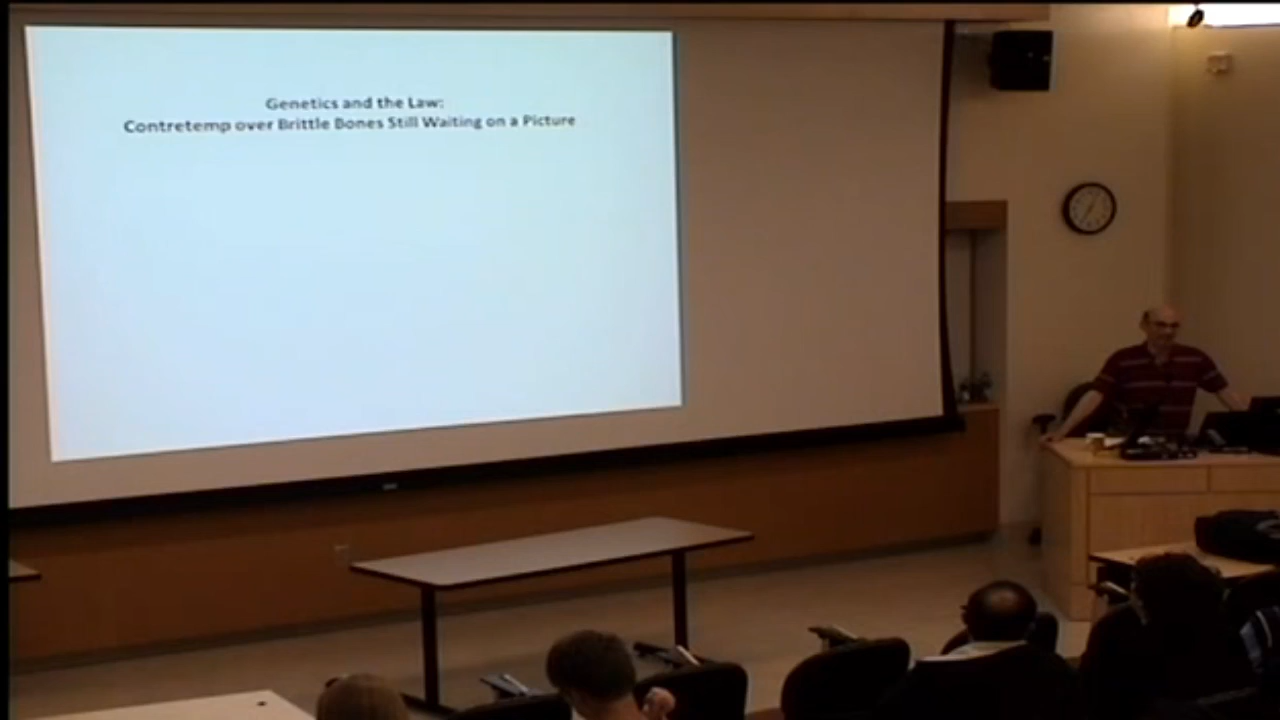 Genetics and the Law:
Contretemp over Brittle Bones Still Waiting on a Picture